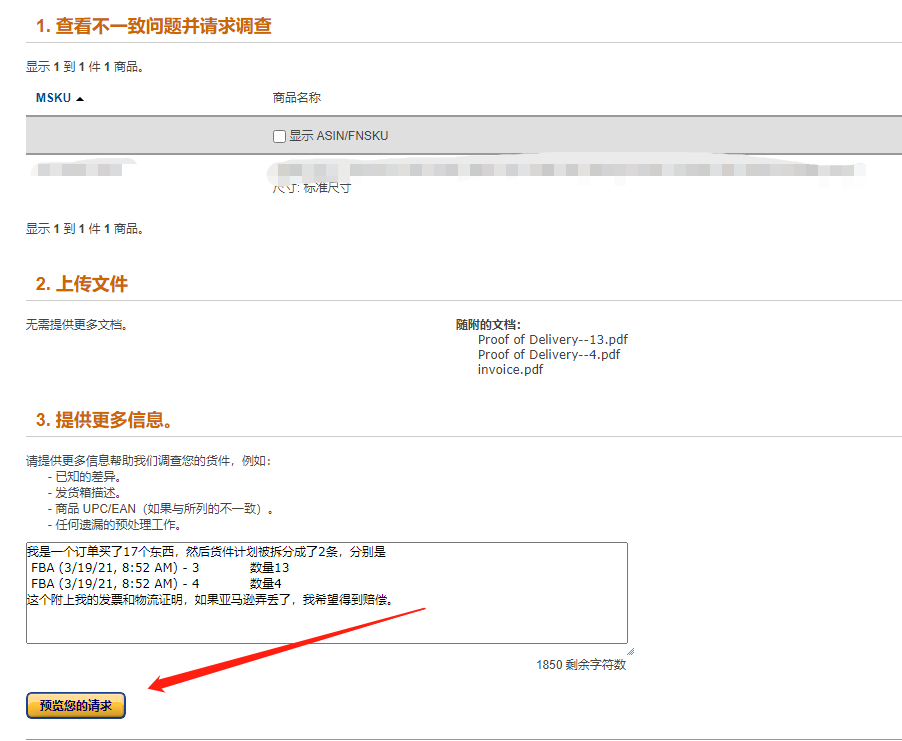 1. 查看不一致问题并请求调查
显示 1 到 1 件 1 商品。
MSKU 商品名称
显示 ASIN/FNSKU
尺寸: 标准尺寸
显示 1 到 1 件 1 商品。
2. 上传文件
无需提供更多文档。
随附的文档：
Proof of Delivery--13.pdf
Proof of Delivery--4.pdf
invoice.pdf
3. 提供更多信息。
请提供更多信息帮助我们调查您的货件，例如：
- 已知的差异。
- 发货箱描述。
- 商品 UPC/EAN（如果与所列的不一致）。
- 任何遗漏的预处理工作。
我是一个订单买了17个东西，然后货件计划被拆分成了2条，分别是
FBA (3/19/21, 8:52 AM) - 3 数量13
FBA (3/19/21, 8:52 AM) - 4 数量4
这个附上我的发票和物流证明，如果亚马逊弄丢了，我希望得到赔偿。
1850 剩余字符数
预览您的请求